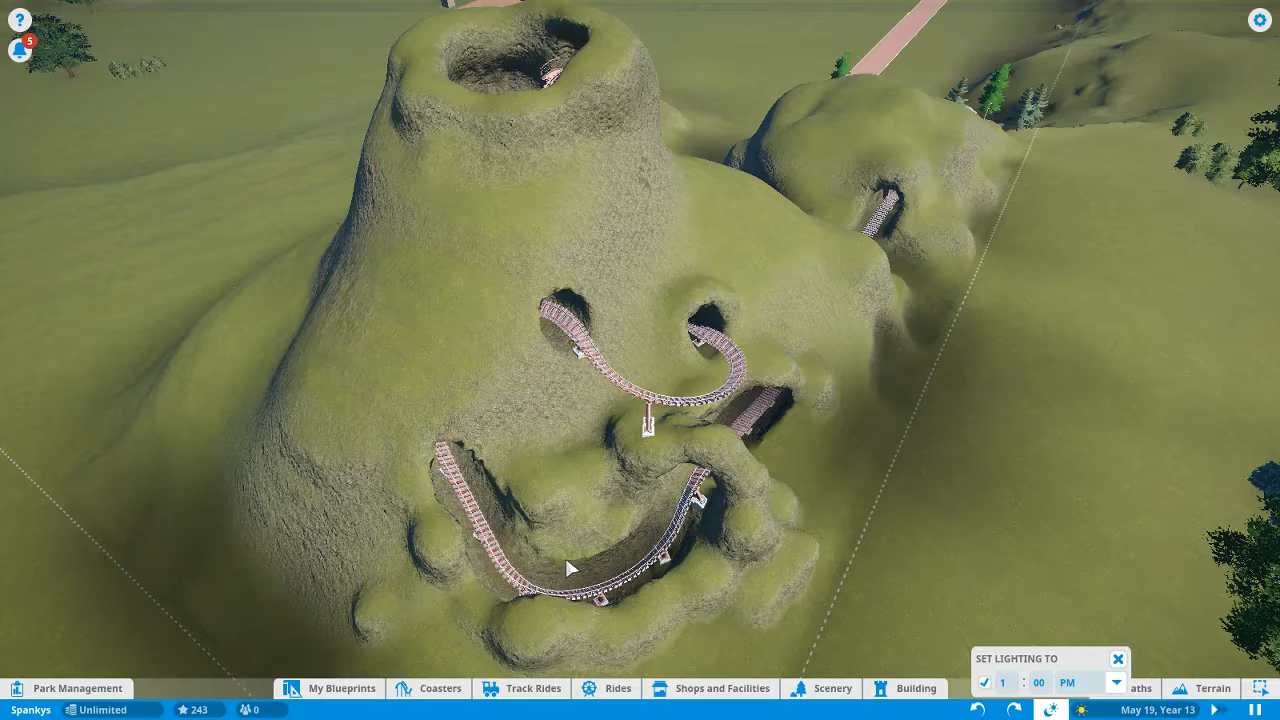 ?
5
SET LIGHTING TO
1 : 00 PM
Park Management
My Blueprints
Coasters
Track Rides
Rides
Shops and Facilities
Scenery
Building
aths
Terrain
Spankys
Unlimited
243
0
May 19, Year 13